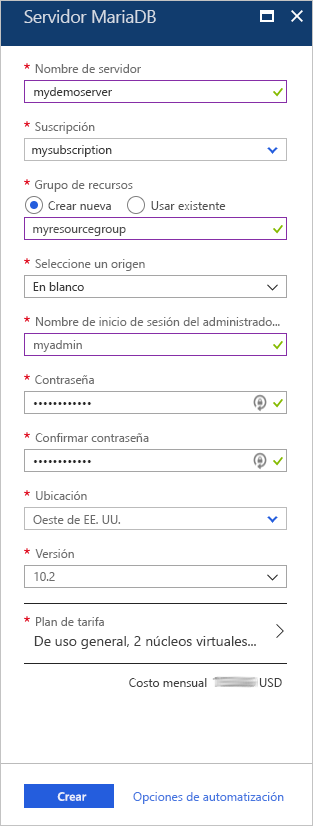 Servidor MariaDB
* Nombre de servidor
mydemoserver
* Suscripción
mysubscription
* Grupo de recursos
Crear nueva Usar existente
myresourcegroup
* Seleccione un origen
En blanco
* Nombre de inicio de sesión del administrado...
myadmin
* Contraseña
••••••••••••
* Confirmar contraseña
••••••••••••
* Ubicación
Oeste de EE. UU.
* Versión
10.2
* Plan de tarifa
De uso general, 2 núcleos virtuales...
Costo mensual USD
Crear Opciones de automatización